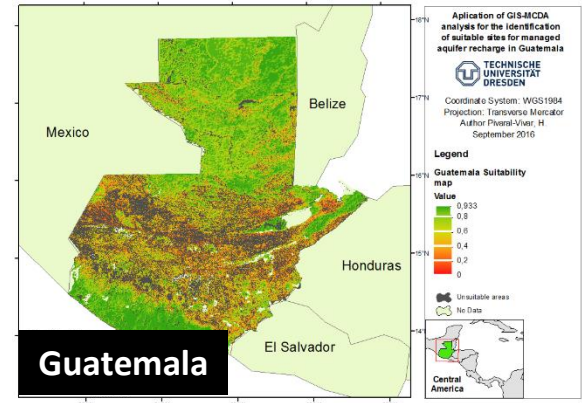 Mexico
Belize
Honduras
El Salvador
Guatemala
18°N
17°N
16°N
15°N
14°N
Aplication of GIS-MCDA
analysis for the identification
of suitable sites for managed
aquifer recharge in Guatemala
TECHNISCHE
UNIVERSITÄT
DRESDEN
Coordinate System: WGS1984
Projection: Transverse Mercator
Author Pivaral-Vivar, H.
September 2016
Legend
Guatemala Suitability
map
Value
0,933
0,8
0,6
0,4
0,2
0
Unsuitable areas
No Data
Central
America